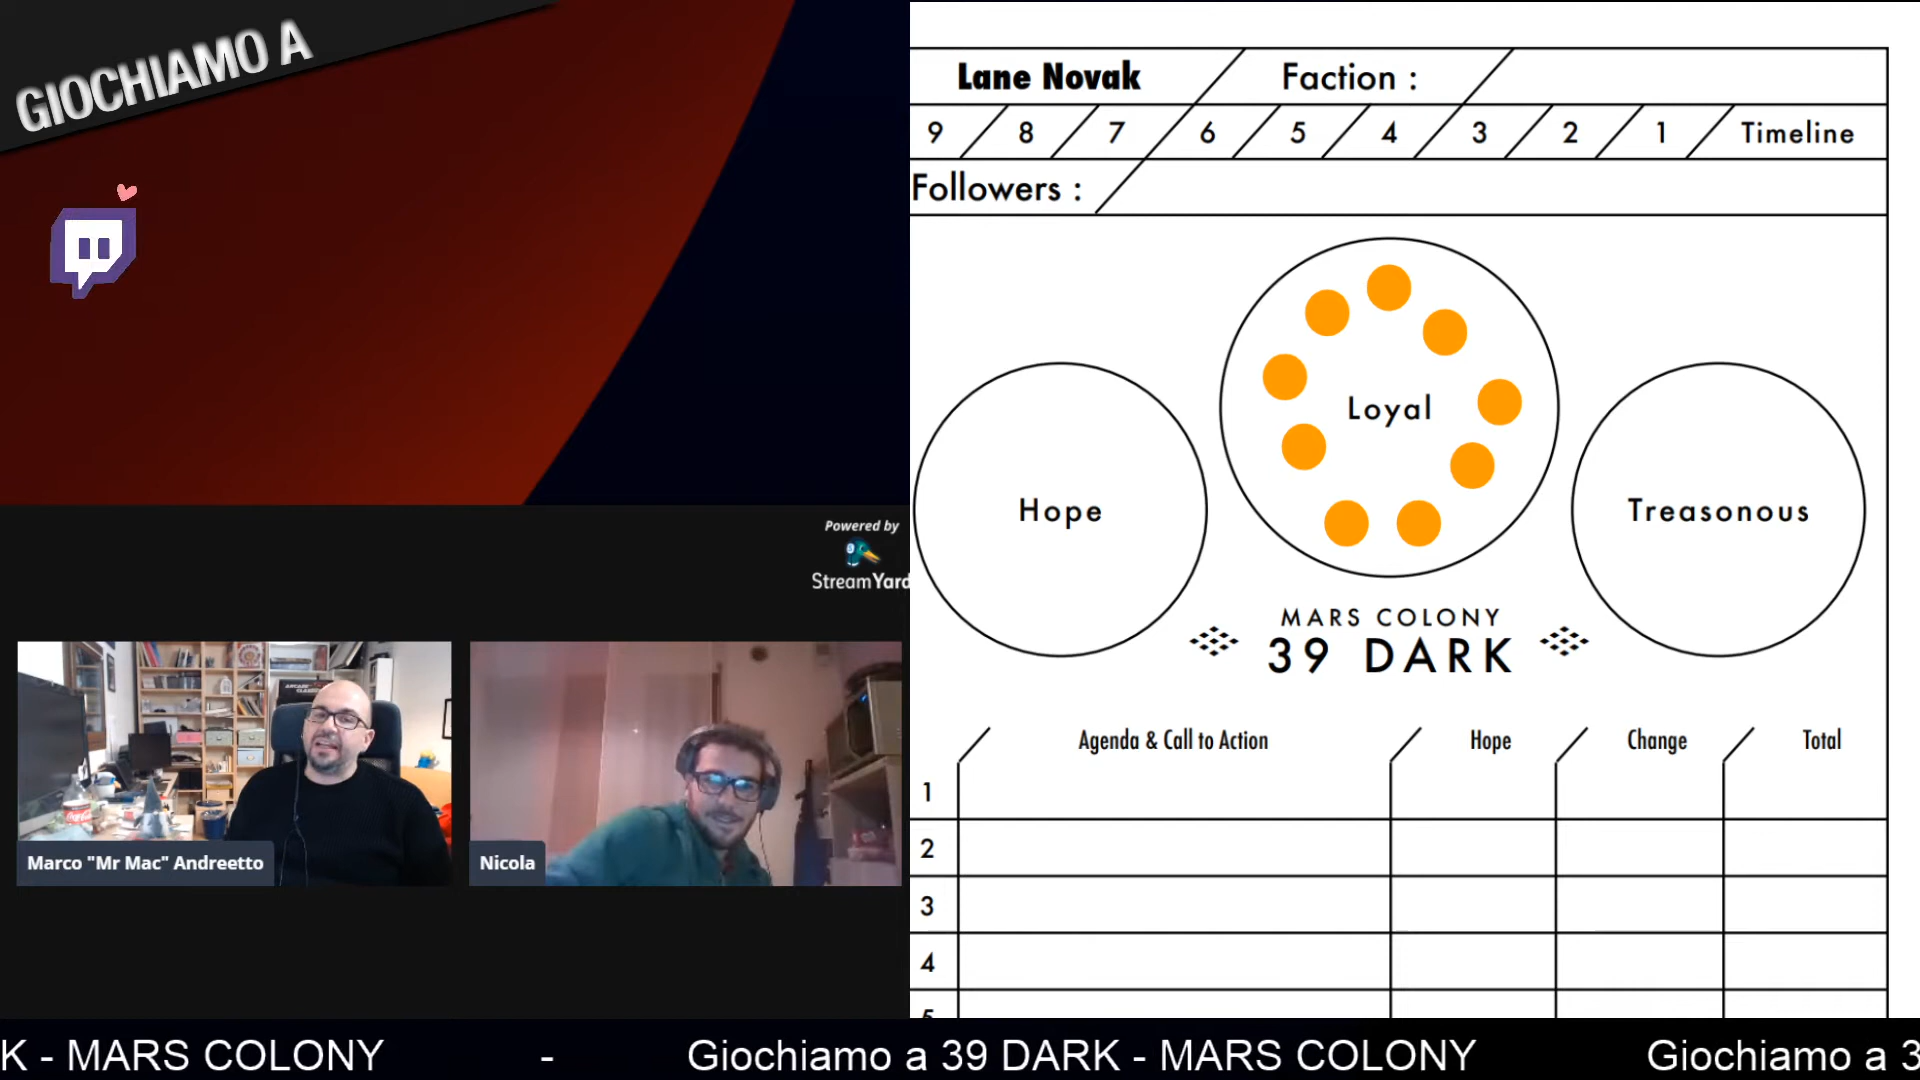 GIOCHIAMO A
Powered by
StreamYard
Marco "Mr Mac" Andreetto
Nicola
Lane Novak
Faction :
9 8 7 6 5 4 3 2 1 Timeline
Followers :
Loyal
Hope
Treasonous
MARS COLONY
39 DARK
Agenda & Call to Action Hope Change Total
1
2
3
4
5
K - MARS COLONY - Giochiamo a 39 DARK - MARS COLONY Giochiamo a 3